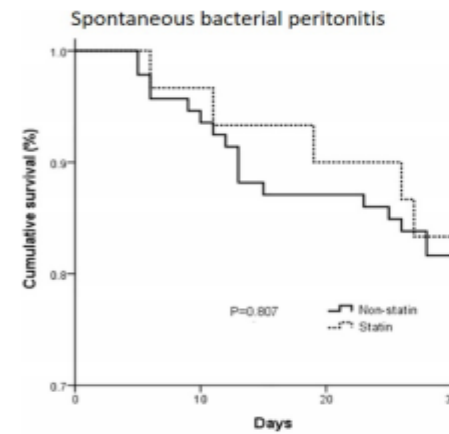 Spontaneous bacterial peritonitis
Cumulative survival (%)
1.0
0.9
0.8
0.7
P=0.807
Non-statin
Statin
0
10
20
Days